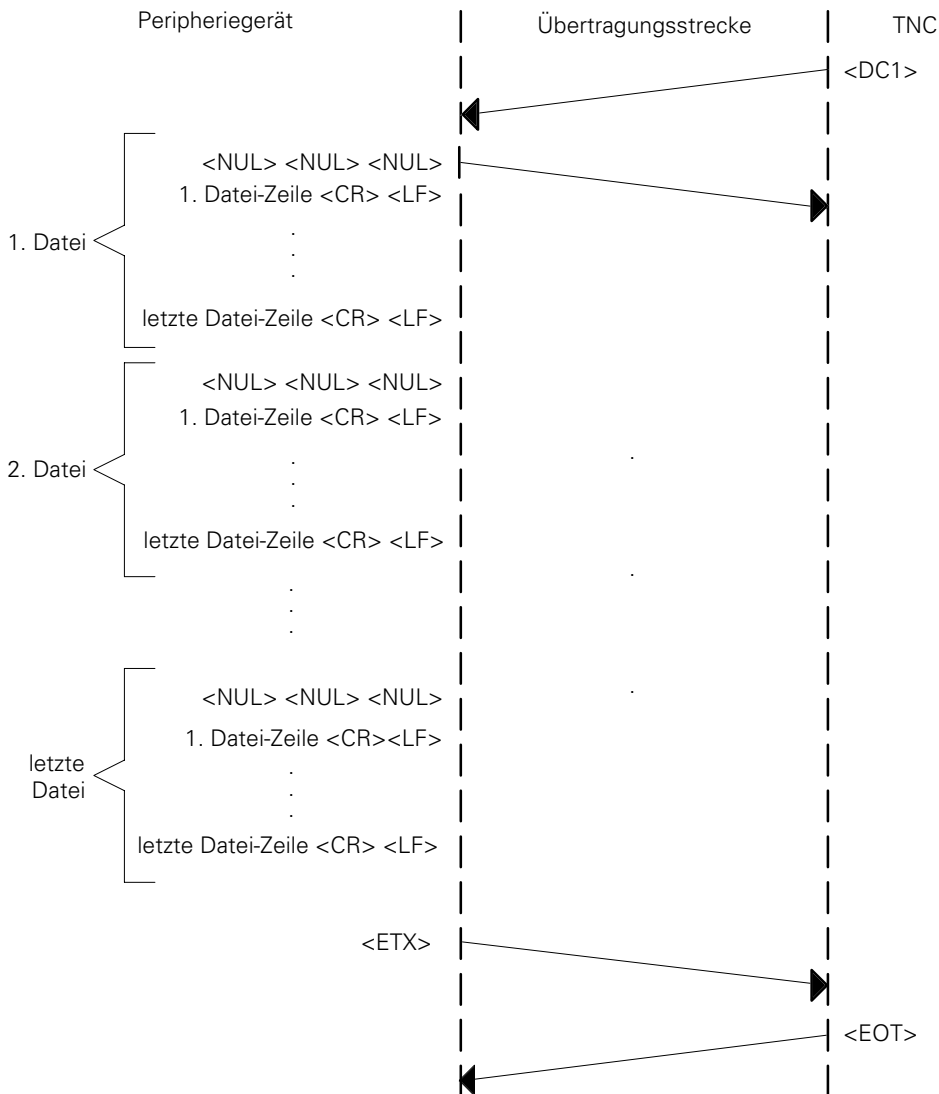 Peripheriegerät Übertragungsstrecke TNC
<DC1>
<NUL> <NUL> <NUL>
1. Datei-Zeile <CR> <LF>
1. Datei
.
.
.
letzte Datei-Zeile <CR> <LF>
<NUL> <NUL> <NUL>
1. Datei-Zeile <CR> <LF>
2. Datei
. .
.
.
letzte Datei-Zeile <CR> <LF>
. .
.
.
<NUL> <NUL> <NUL> .
1. Datei-Zeile <CR><LF>
letzte
Datei
.
.
.
letzte Datei-Zeile <CR> <LF>
<ETX>
<EOT>